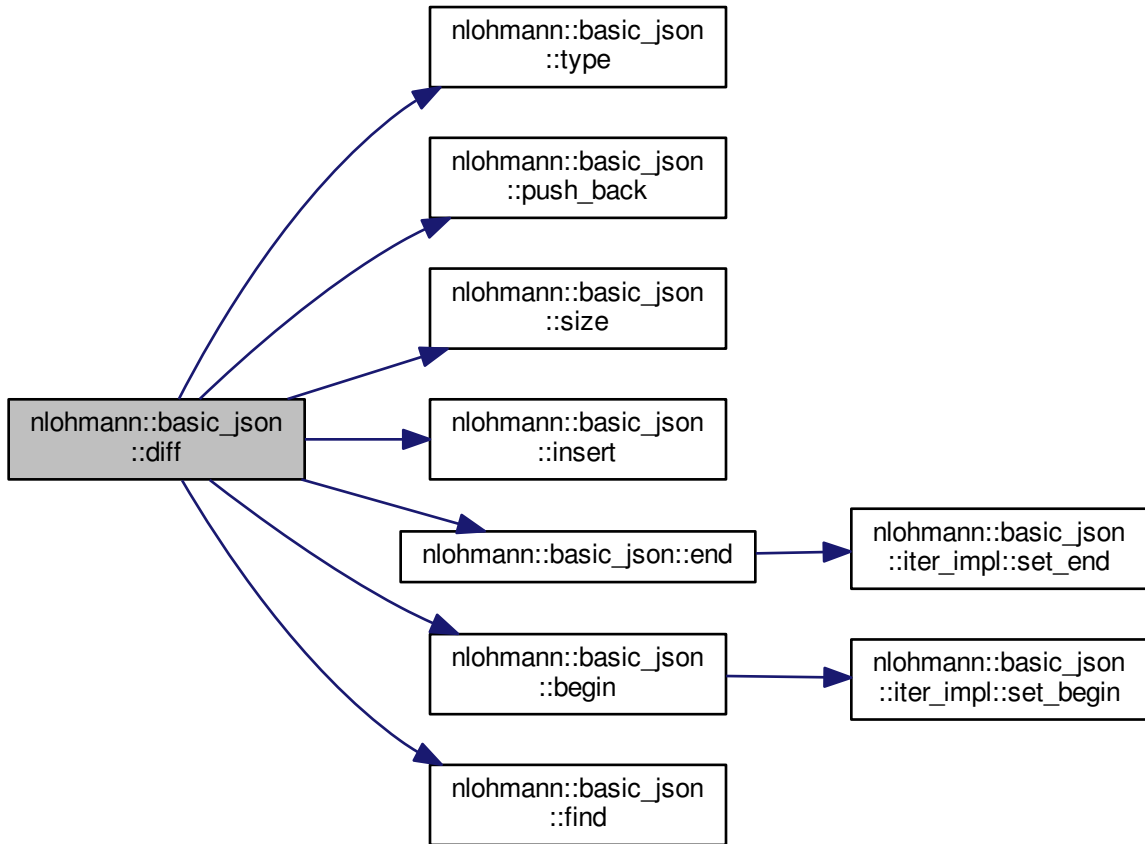 nlohmann::basic_json
::type
nlohmann::basic_json
::push_back
nlohmann::basic_json
::size
nlohmann::basic_json
::diff
nlohmann::basic_json
::insert
nlohmann::basic_json::end
nlohmann::basic_json
::iter_impl::set_end
nlohmann::basic_json
::begin
nlohmann::basic_json
::iter_impl::set_begin
nlohmann::basic_json
::find